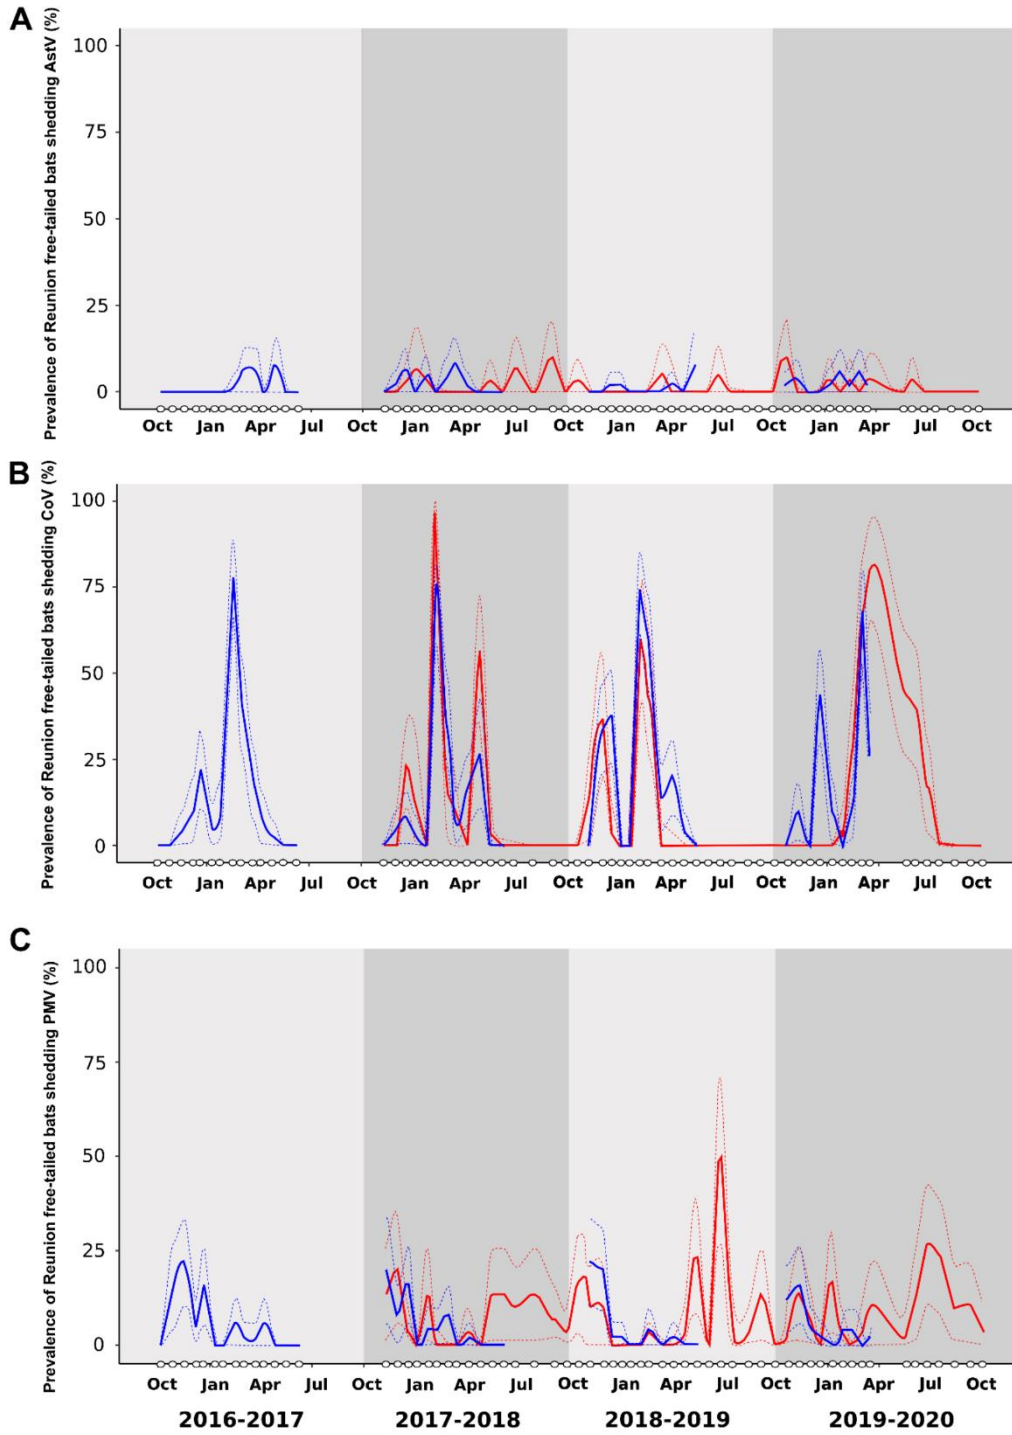 A
Prevalence of Reunion free-tailed bats shedding AstV (%)
100
75
50
25
0
Oct Jan Apr Jul Oct Jan Apr Jul Oct Jan Apr Jul Oct Jan Apr Jul Oct
B
Prevalence of Reunion free-tailed bats shedding CoV (%)
100
75
50
25
0
Oct Jan Apr Jul Oct Jan Apr Jul Oct Jan Apr Jul Oct Jan Apr Jul Oct
C
Prevalence of Reunion free-tailed bats shedding PMV (%)
100
75
50
25
0
Oct Jan Apr Jul Oct Jan Apr Jul Oct Jan Apr Jul Oct Jan Apr Jul Oct
2016-2017 2017-2018 2018-2019 2019-2020